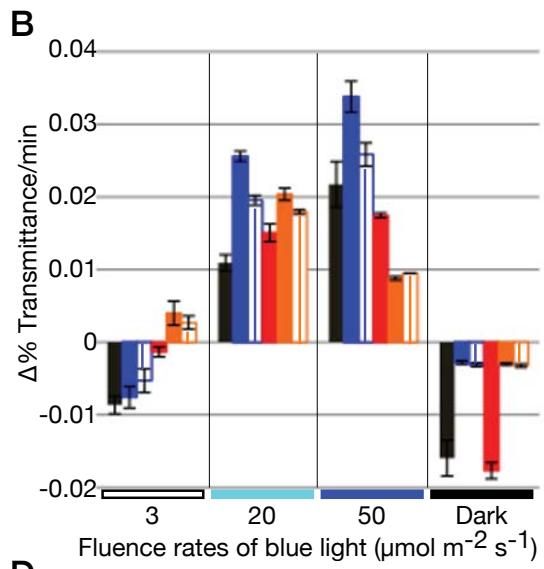 B
0.04
0.03
0.02
0.01
0
-0.01
-0.02
Δ% Transmittance/min
3 20 50 Dark
Fluence rates of blue light (μmol m-2 s-1)